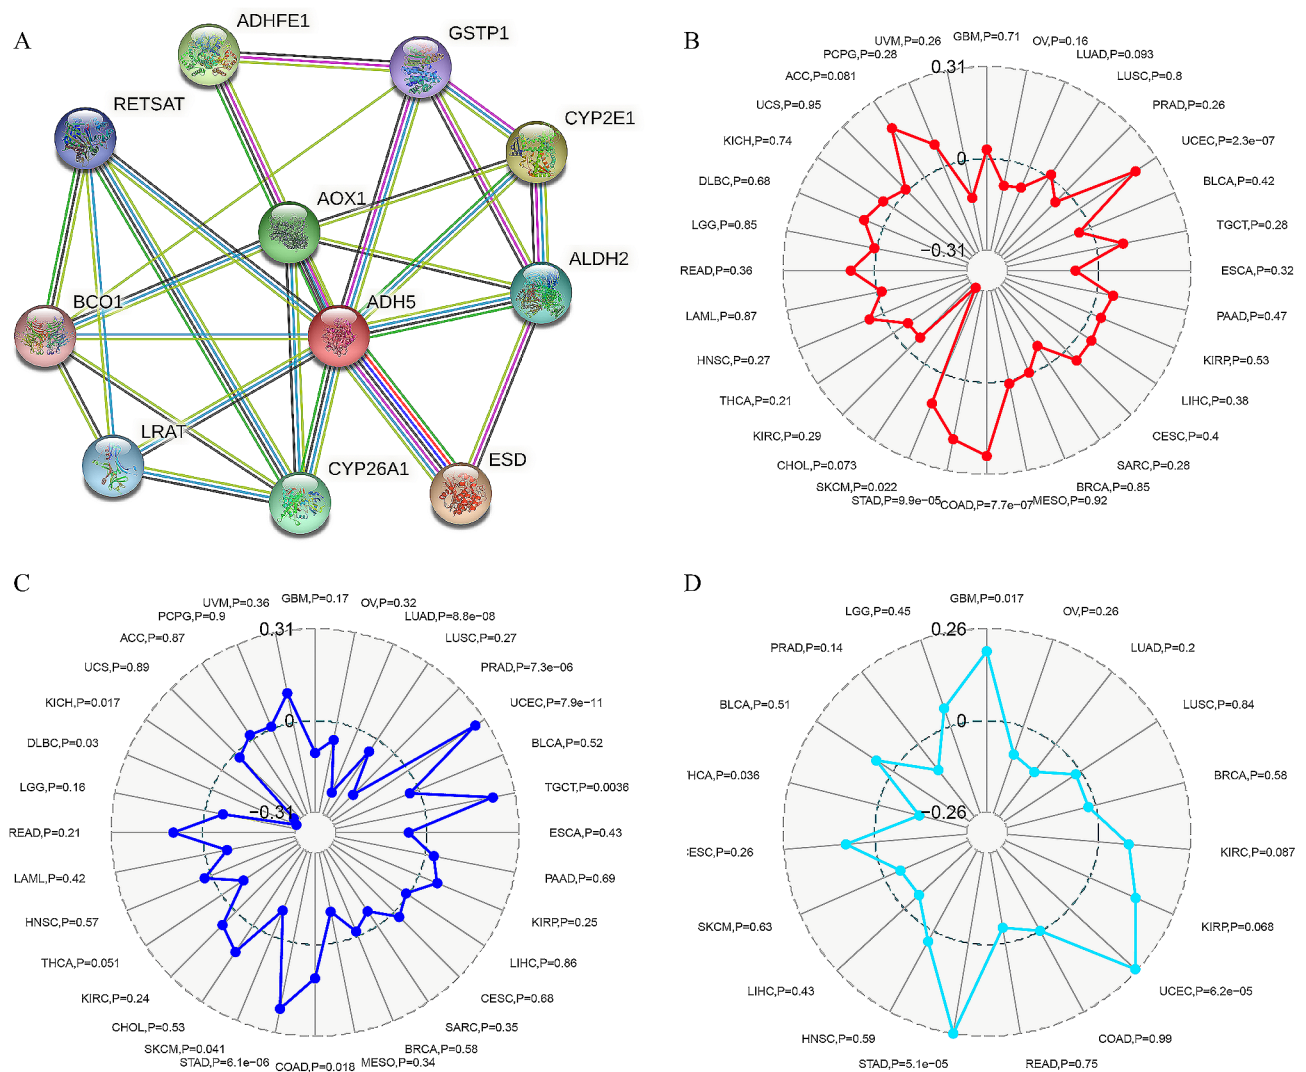 A
ADHFE1
GSTP1
RETSAT
CYP2E1
AOX1
ALDH2
BCO1
ADH5
LRAT
CYP26A1
ESD
B
GBM,P=0.71
OV,P=0.16
LUAD,P=0.093
LUSC,P=0.8
PRAD,P=0.26
UCEC,P=2.3e−07
BLCA,P=0.42
TGCT,P=0.28
ESCA,P=0.32
PAAD,P=0.47
KIRP,P=0.53
LIHC,P=0.38
CESC,P=0.4
SARC,P=0.28
BRCA,P=0.85
MESO,P=0.92
COAD,P=7.7e−07
STAD,P=9.9e−05
SKCM,P=0.022
CHOL,P=0.073
KIRC,P=0.29
THCA,P=0.21
HNSC,P=0.27
LAML,P=0.87
READ,P=0.36
LGG,P=0.85
DLBC,P=0.68
KICH,P=0.74
UCS,P=0.95
ACC,P=0.081
PCPG,P=0.28
UVM,P=0.26
0.31
0
−0.31
C
GBM,P=0.17
OV,P=0.32
LUAD,P=8.8e−08
LUSC,P=0.27
PRAD,P=7.3e−06
UCEC,P=7.9e−11
BLCA,P=0.52
TGCT,P=0.0036
ESCA,P=0.43
PAAD,P=0.69
KIRP,P=0.25
LIHC,P=0.86
CESC,P=0.68
SARC,P=0.35
BRCA,P=0.58
MESO,P=0.34
COAD,P=0.018
STAD,P=6.1e−06
SKCM,P=0.041
CHOL,P=0.53
KIRC,P=0.24
THCA,P=0.051
HNSC,P=0.57
LAML,P=0.42
READ,P=0.21
LGG,P=0.16
DLBC,P=0.03
KICH,P=0.017
UCS,P=0.89
ACC,P=0.87
PCPG,P=0.9
UVM,P=0.36
0.31
0
−0.31
D
GBM,P=0.017
OV,P=0.26
LUAD,P=0.2
LUSC,P=0.84
BRCA,P=0.58
KIRC,P=0.087
KIRP,P=0.068
UCEC,P=6.2e−05
COAD,P=0.99
READ,P=0.75
STAD,P=5.1e−05
HNSC,P=0.59
LIHC,P=0.43
SKCM,P=0.63
CESC,P=0.26
HCA,P=0.036
BLCA,P=0.51
PRAD,P=0.14
LGG,P=0.45
0.26
0
−0.26